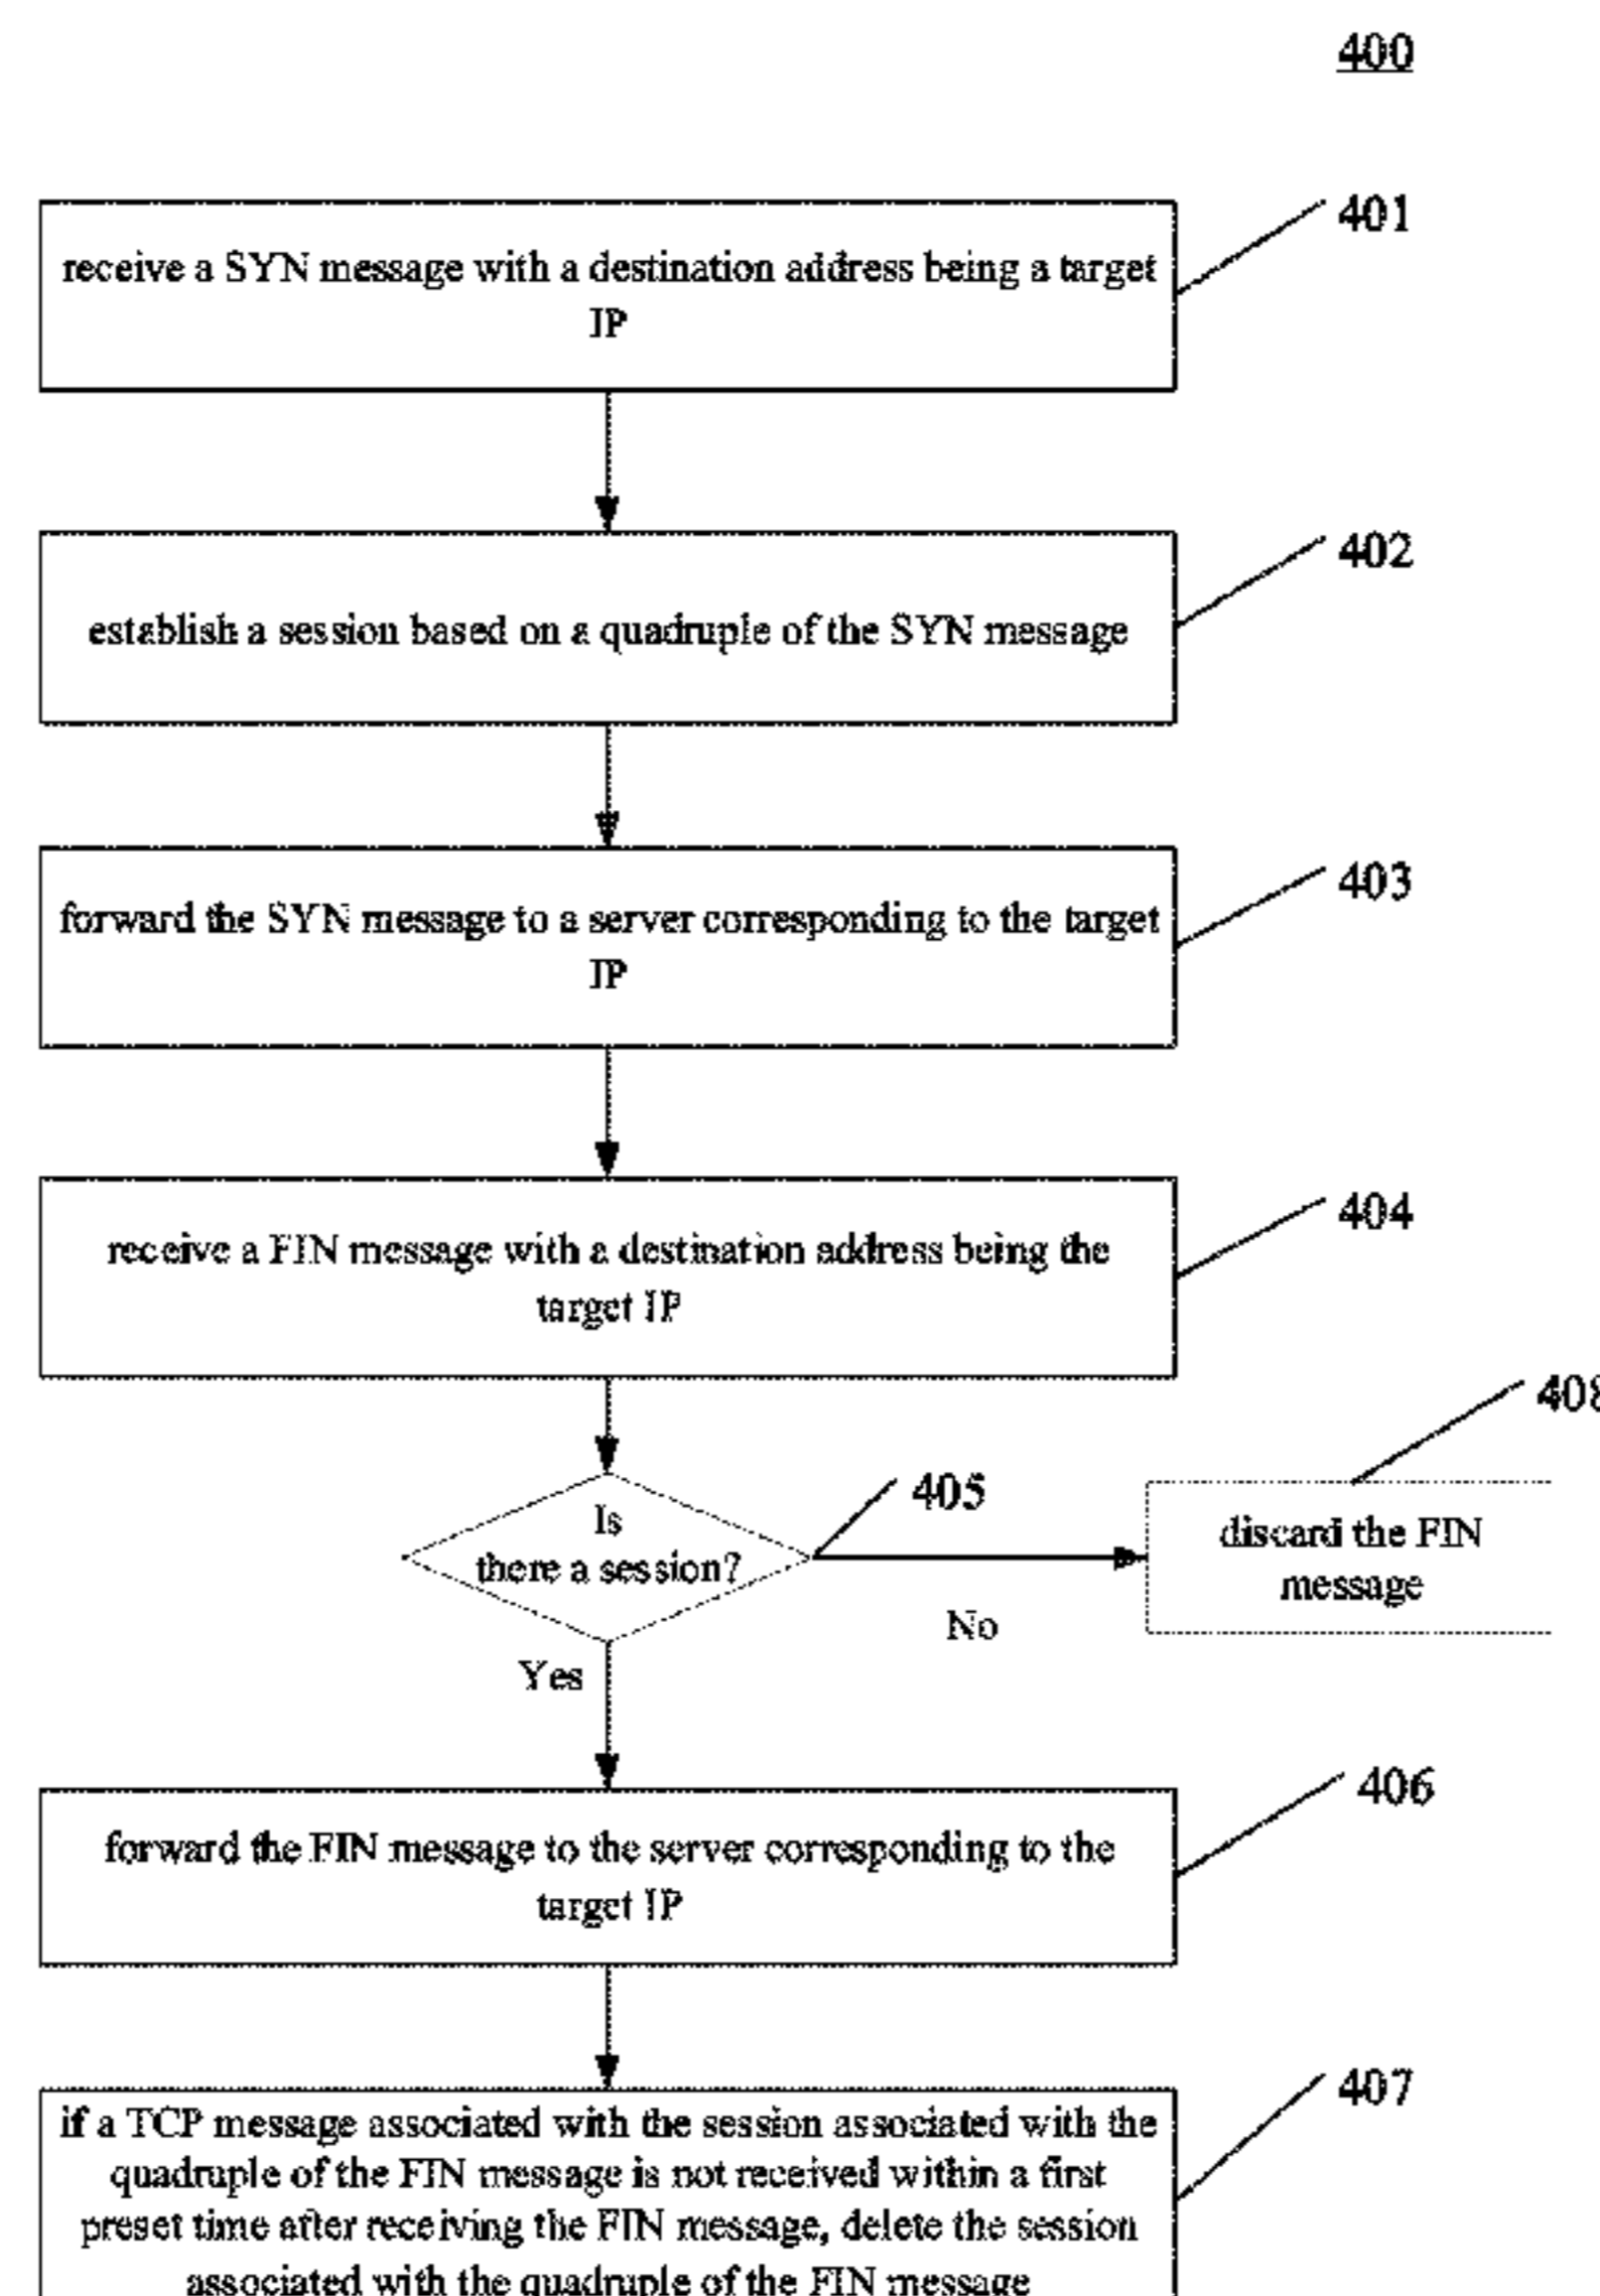 400
receive a SYN message with a destination address being a target
IP
401
establish a session based on a quadruple of the SYN message
402
forward the SYN message to a server corresponding to the target
IP
403
receive a FIN message with a destination address being the
target IP
404
Is
there a session?
405
No
Yes
discard the FIN
message
408
forward the FIN message to the server corresponding to the
target IP
406
if a TCP message associated with the session associated with the
quadruple of the FIN message is not received within a first
preset time after receiving the FIN message, delete the session
associated with the quadruple of the FIN message
407